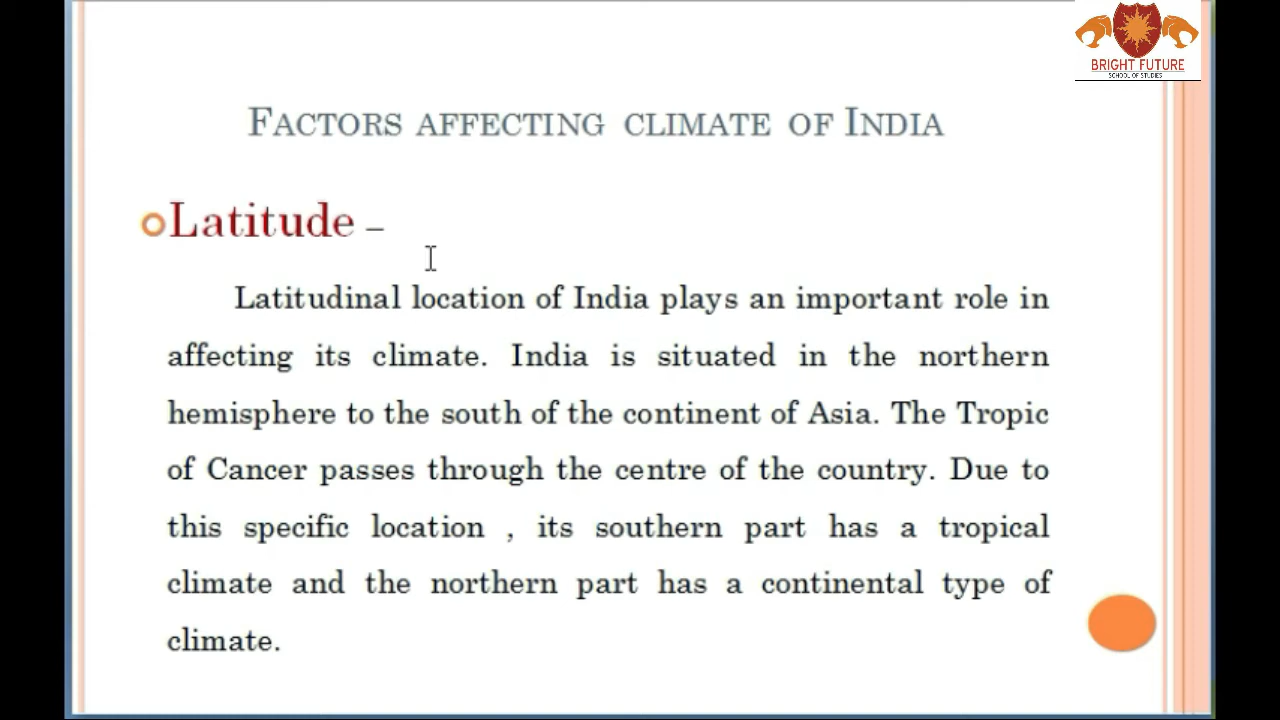 BRIGHT FUTURE
SCHOOL OF STUDIES
FACTORS AFFECTING CLIMATE OF INDIA
Latitude –
Latitudinal location of India plays an important role in
affecting its climate. India is situated in the northern
hemisphere to the south of the continent of Asia. The Tropic
of Cancer passes through the centre of the country. Due to
this specific location , its southern part has a tropical
climate and the northern part has a continental type of
climate.